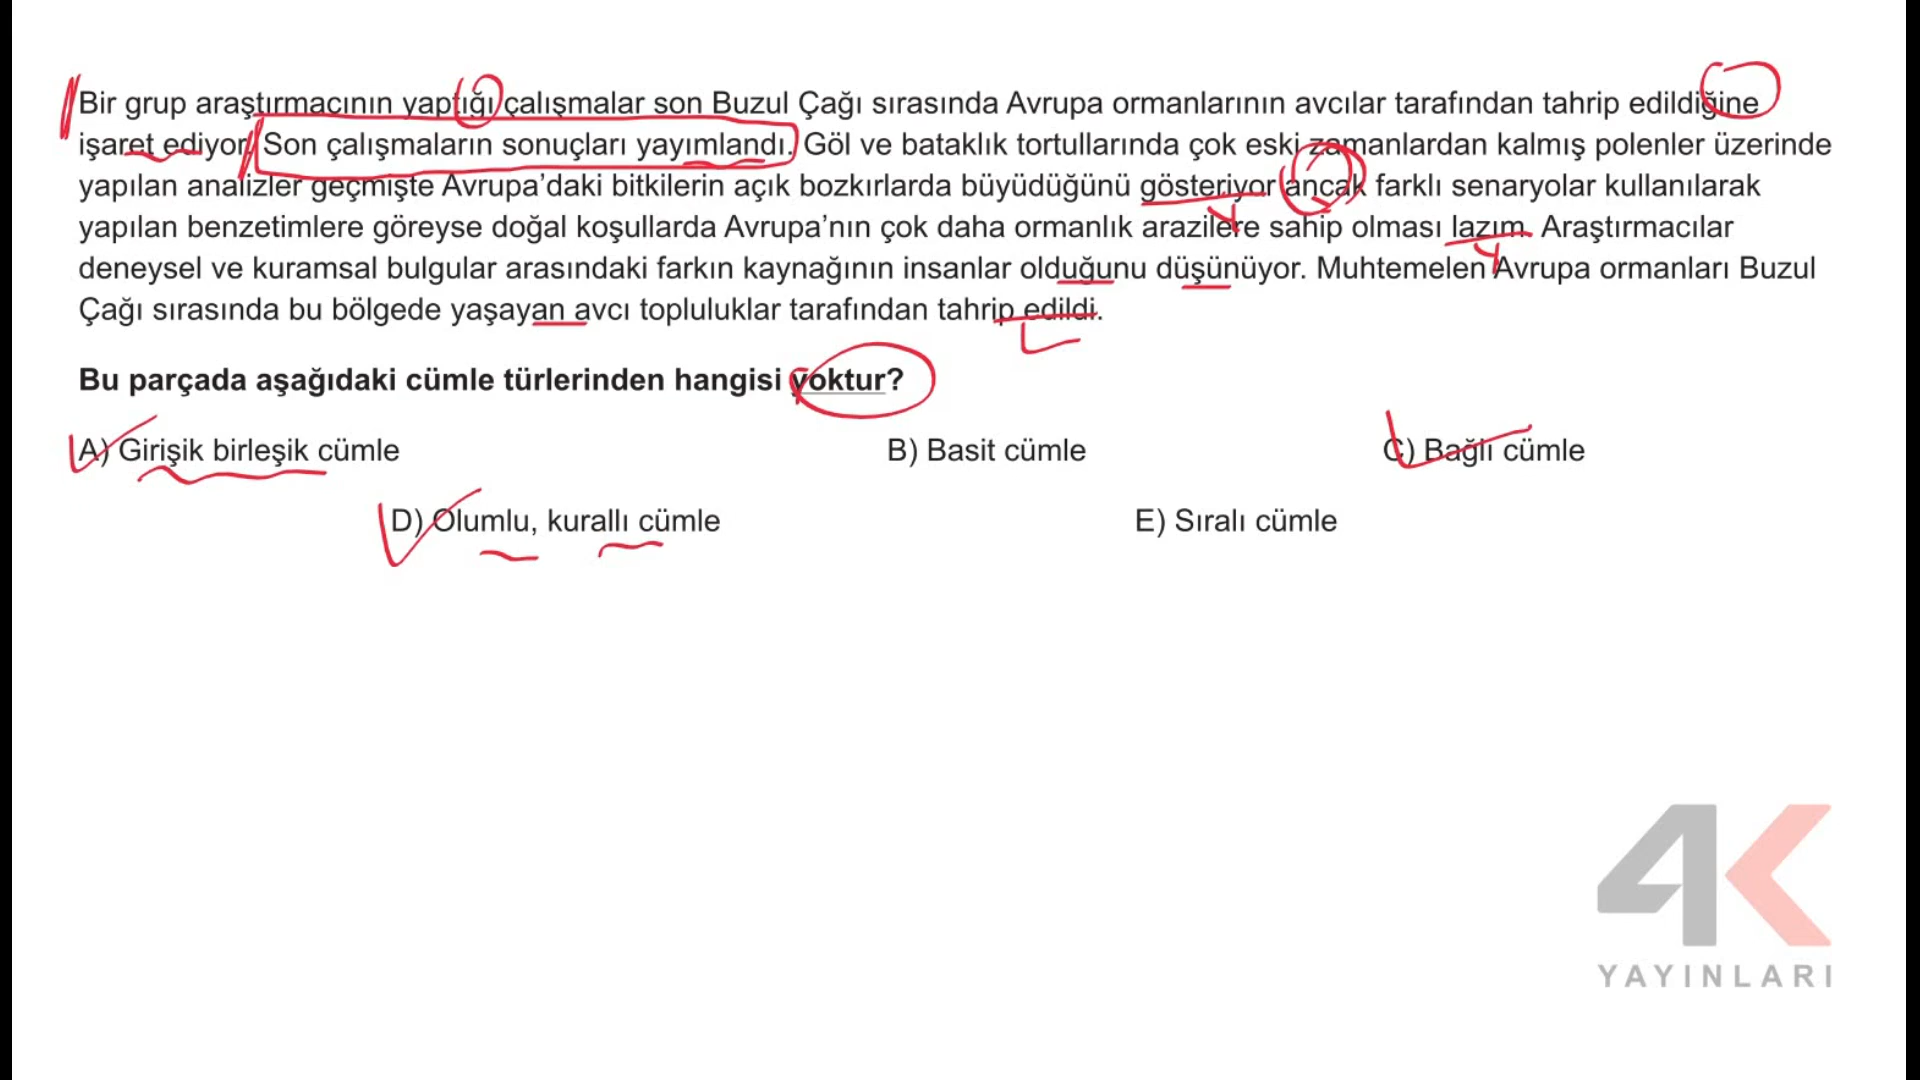 Bir grup araştırmacının yaptığı çalışmalar son Buzul Çağı sırasında Avrupa ormanlarının avcılar tarafından tahrip edildiğine
işaret ediyor. Son çalışmaların sonuçları yayımlandı. Göl ve bataklık tortullarında çok eski zamanlardan kalmış polenler üzerinde
yapılan analizler geçmişte Avrupa’daki bitkilerin açık bozkırlarda büyüdüğünü gösteriyor ancak farklı senaryolar kullanılarak
yapılan benzetimlere göreyse doğal koşullarda Avrupa’nın çok daha ormanlık arazilere sahip olması lazım. Araştırmacılar
deneysel ve kuramsal bulgular arasındaki farkın kaynağının insanlar olduğunu düşünüyor. Muhtemelen Avrupa ormanları Buzul
Çağı sırasında bu bölgede yaşayan avcı topluluklar tarafından tahrip edildi.
Bu parçada aşağıdaki cümle türlerinden hangisi yoktur?
A) Girişik birleşik cümle B) Basit cümle C) Bağlı cümle
D) Olumlu, kurallı cümle E) Sıralı cümle
4K
YAYINLARI